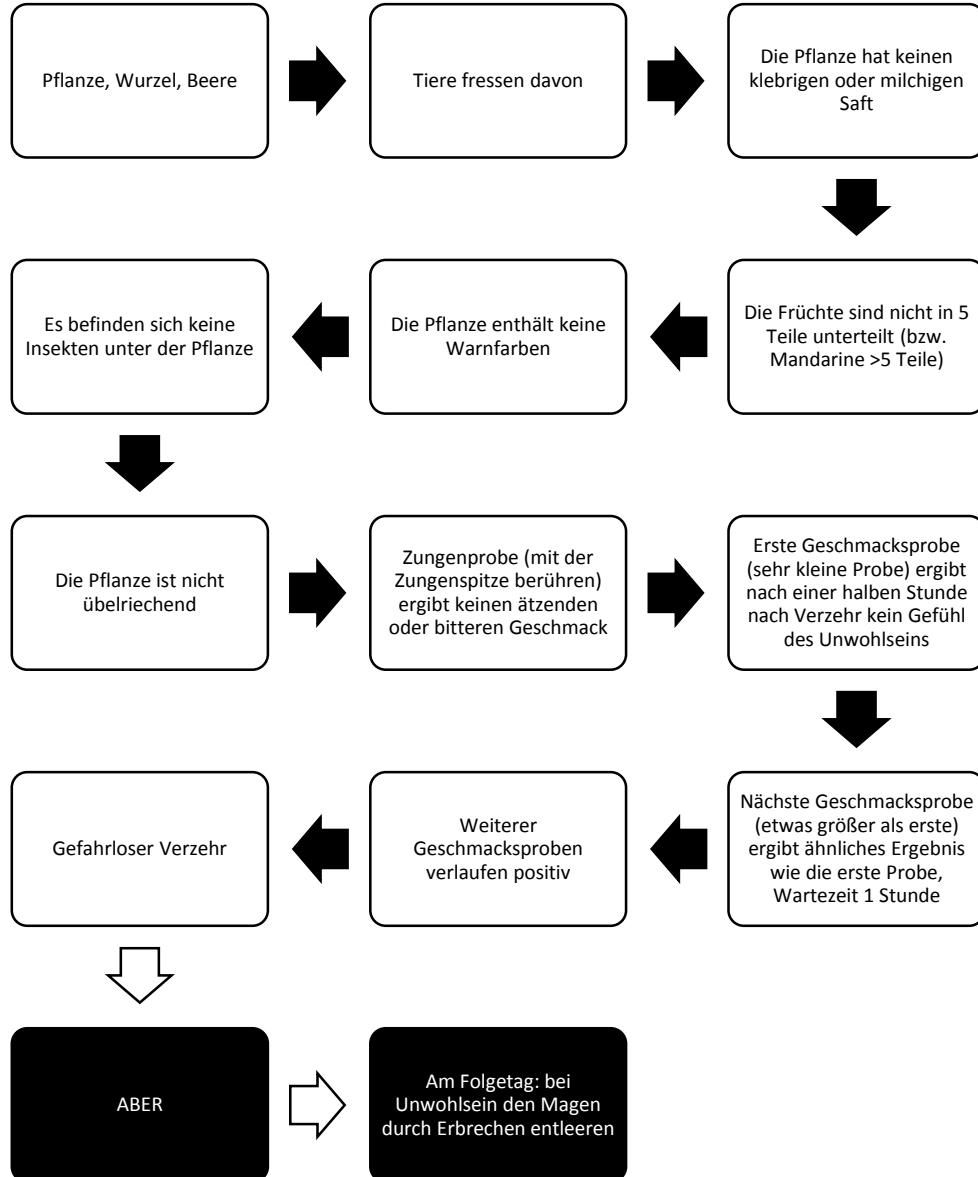 Pflanze, Wurzel, Beere
Tiere fressen davon
Die Pflanze hat keinen
klebrigen oder milchigen
Saft
Die Früchte sind nicht in 5
Teile unterteilt (bzw.
Mandarine >5 Teile)
Die Pflanze enthält keine
Warnfarben
Es befinden sich keine
Insekten unter der Pflanze
Die Pflanze ist nicht
übelriechend
Zungenprobe (mit der
Zungenspitze berühren)
ergibt keinen ätzenden
oder bitteren Geschmack
Erste Geschmacksprobe
(sehr kleine Probe) ergibt
nach einer halben Stunde
nach Verzehr kein Gefühl
des Unwohlseins
Nächste Geschmacksprobe
(etwas größer als erste)
ergibt ähnliches Ergebnis
wie die erste Probe,
Wartezeit 1 Stunde
Weiterer
Geschmacksproben
verlaufen positiv
Gefahrloser Verzehr
ABER
Am Folgetag: bei
Unwohlsein den Magen
durch Erbrechen entleeren